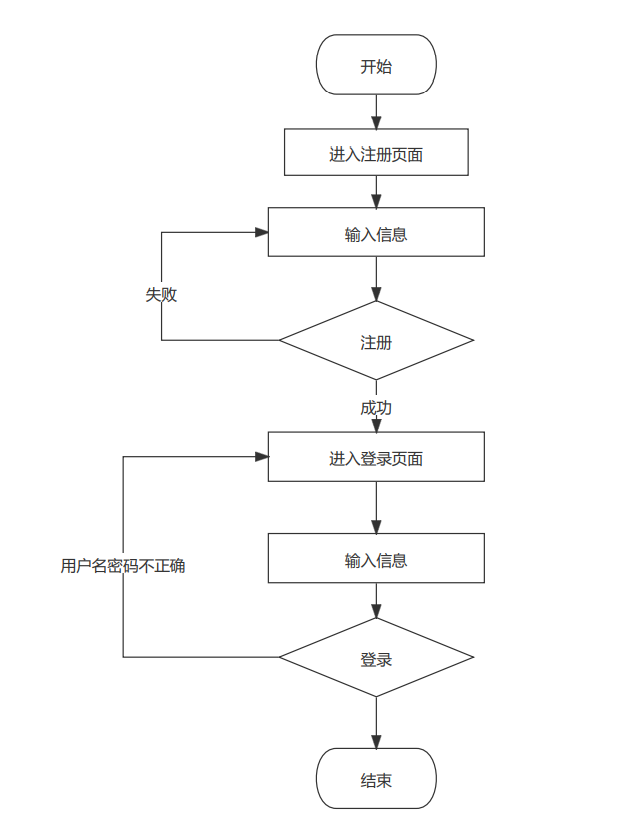 开始
进入注册页面
输入信息
失败
注册
成功
进入登录页面
输入信息
用户名密码不正确
登录
结束